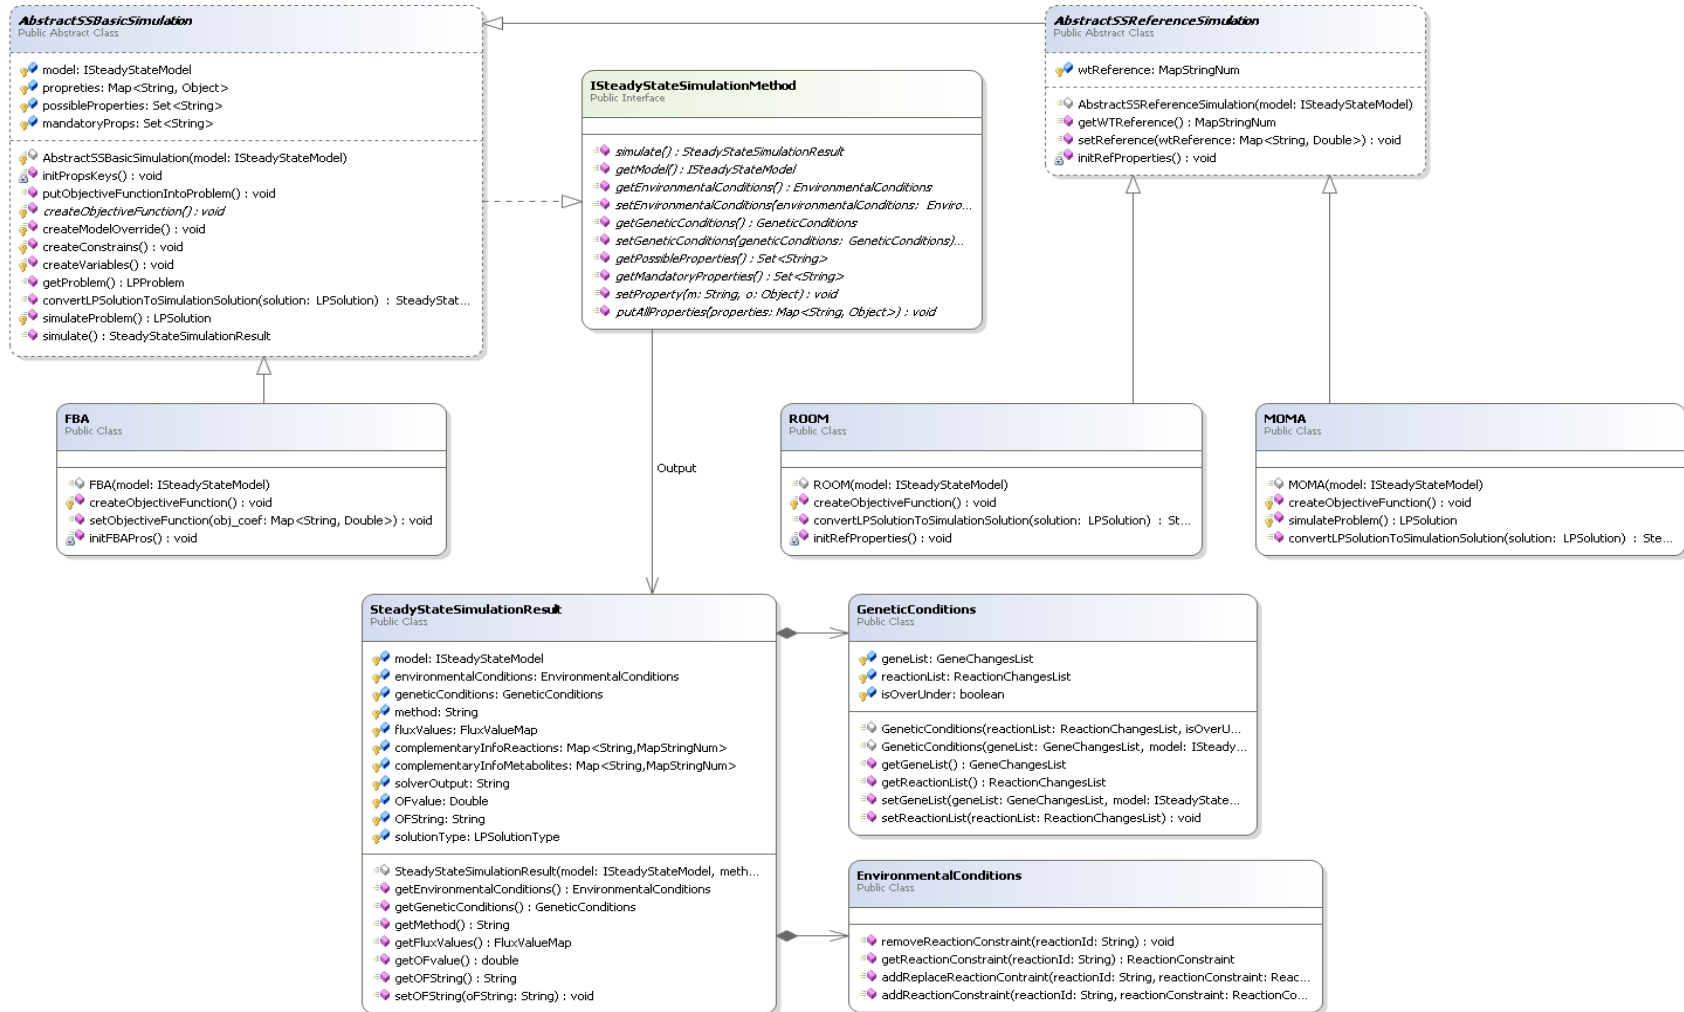 AbstractSSBasicSimulation
Public Abstract Class
model: ISteadyStateModel
propreties: Map<String, Object>
possibleProperties: Set<String>
mandatoryProps: Set<String>
AbstractSSBasicSimulation(model: ISteadyStateModel)
initPropsKeys() : void
putObjectiveFunctionIntoProblem() : void
createObjectiveFunction() : void
createModelOverride() : void
createConstrains() : void
createVariables() : void
getProblem() : LPProblem
convertLPSolutionToSimulationSolution(solution: LPSolution) : SteadyStat...
simulateProblem() : LPSolution
simulate() : SteadyStateSimulationResult
ISteadyStateSimulationMethod
Public Interface
simulate() : SteadyStateSimulationResult
getModel() : ISteadyStateModel
getEnvironmentalConditions() : EnvironmentalConditions
setEnvironmentalConditions(environmentalConditions: Enviro...
getGeneticConditions() : GeneticConditions
setGeneticConditions(geneticConditions: GeneticConditions)...
getPossibleProperties() : Set<String>
getMandatoryProperties() : Set<String>
setProperty(m: String, o: Object) : void
putAllProperties(properties: Map<String, Object>) : void
AbstractSSReferenceSimulation
Public Abstract Class
wtReference: MapStringNum
AbstractSSReferenceSimulation(model: ISteadyStateModel)
getWTReference() : MapStringNum
setReference(wtReference: Map<String, Double>) : void
initRefProperties() : void
FBA
Public Class
FBA(model: ISteadyStateModel)
createObjectiveFunction() : void
setObjectiveFunction(obj_coef: Map<String, Double>) : void
initFBAPros() : void
Output
ROOM
Public Class
ROOM(model: ISteadyStateModel)
createObjectiveFunction() : void
convertLPSolutionToSimulationSolution(solution: LPSolution) : St...
initRefProperties() : void
MOMA
Public Class
MOMA(model: ISteadyStateModel)
createObjectiveFunction() : void
simulateProblem() : LPSolution
convertLPSolutionToSimulationSolution(solution: LPSolution) : Ste...
SteadyStateSimulationResult
Public Class
model: ISteadyStateModel
environmentalConditions: EnvironmentalConditions
geneticConditions: GeneticConditions
method: String
fluxValues: FluxValueMap
complementaryInfoReactions: Map<String,MapStringNum>
complementaryInfoMetabolites: Map<String,MapStringNum>
solverOutput: String
OFvalue: Double
OFString: String
solutionType: LPSolutionType
SteadyStateSimulationResult(model: ISteadyStateModel, meth...
getEnvironmentalConditions() : EnvironmentalConditions
getGeneticConditions() : GeneticConditions
getMethod() : String
getFluxValues() : FluxValueMap
getOFvalue() : double
getOFString() : String
setOFString(oFString: String) : void
GeneticConditions
Public Class
geneList: GeneChangesList
reactionList: ReactionChangesList
isOverUnder: boolean
GeneticConditions(reactionList: ReactionChangesList, isOverU...
GeneticConditions(geneList: GeneChangesList, model: ISteady...
getGeneList() : GeneChangesList
getReactionList() : ReactionChangesList
setGeneList(geneList: GeneChangesList, model: ISteadyState...
setReactionList(reactionList: ReactionChangesList) : void
EnvironmentalConditions
Public Class
removeReactionConstraint(reactionId: String) : void
getReactionConstraint(reactionId: String) : ReactionConstraint
addReplaceReactionContraint(reactionId: String, reactionConstraint: Reac...
addReactionConstraint(reactionId: String, reactionConstraint: ReactionCo...